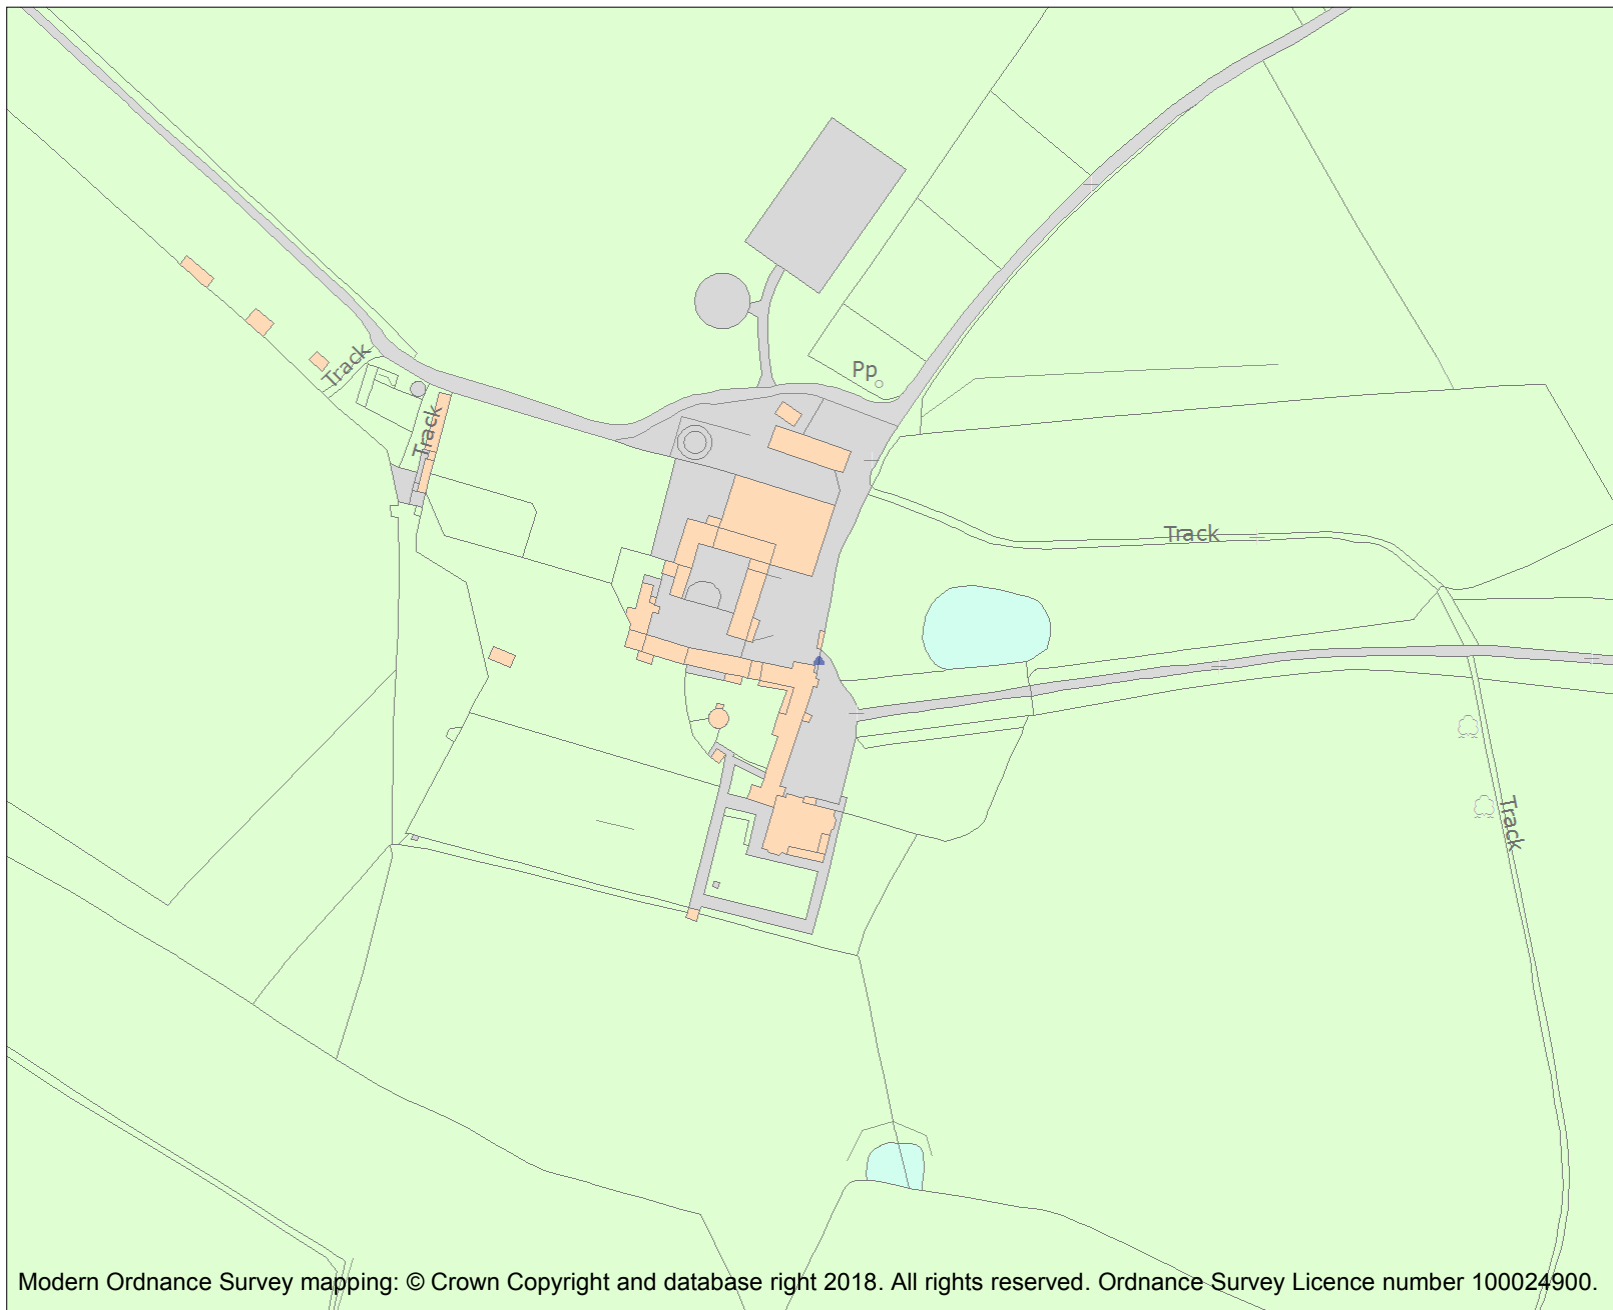 Track
Pp
Track
Track
Track
Modern Ordnance Survey mapping: © Crown Copyright and database right 2018. All rights reserved. Ordnance Survey Licence number 100024900.